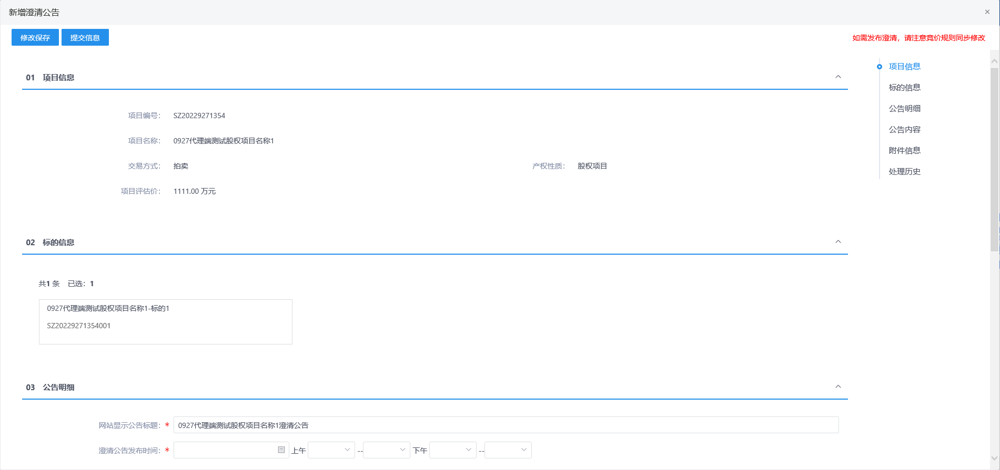 新增澄清公告
修改保存 提交信息 如需发布澄清，请注意竞价规则同步修改
01 项目信息
项目编号： SZ20229271354
项目名称： 0927代理端测试股权项目名称1
交易方式： 拍卖 产权性质： 股权项目
项目评估价： 1111.00 万元
02 标的信息
共1 条 已选：1
0927代理端测试股权项目名称1-标的1
SZ20229271354001
03 公告明细
网站显示公告标题：* 0927代理端测试股权项目名称1澄清公告
澄清公告发布时间：* 上午 -- 下午 --
项目信息
标的信息
公告明细
公告内容
附件信息
处理历史